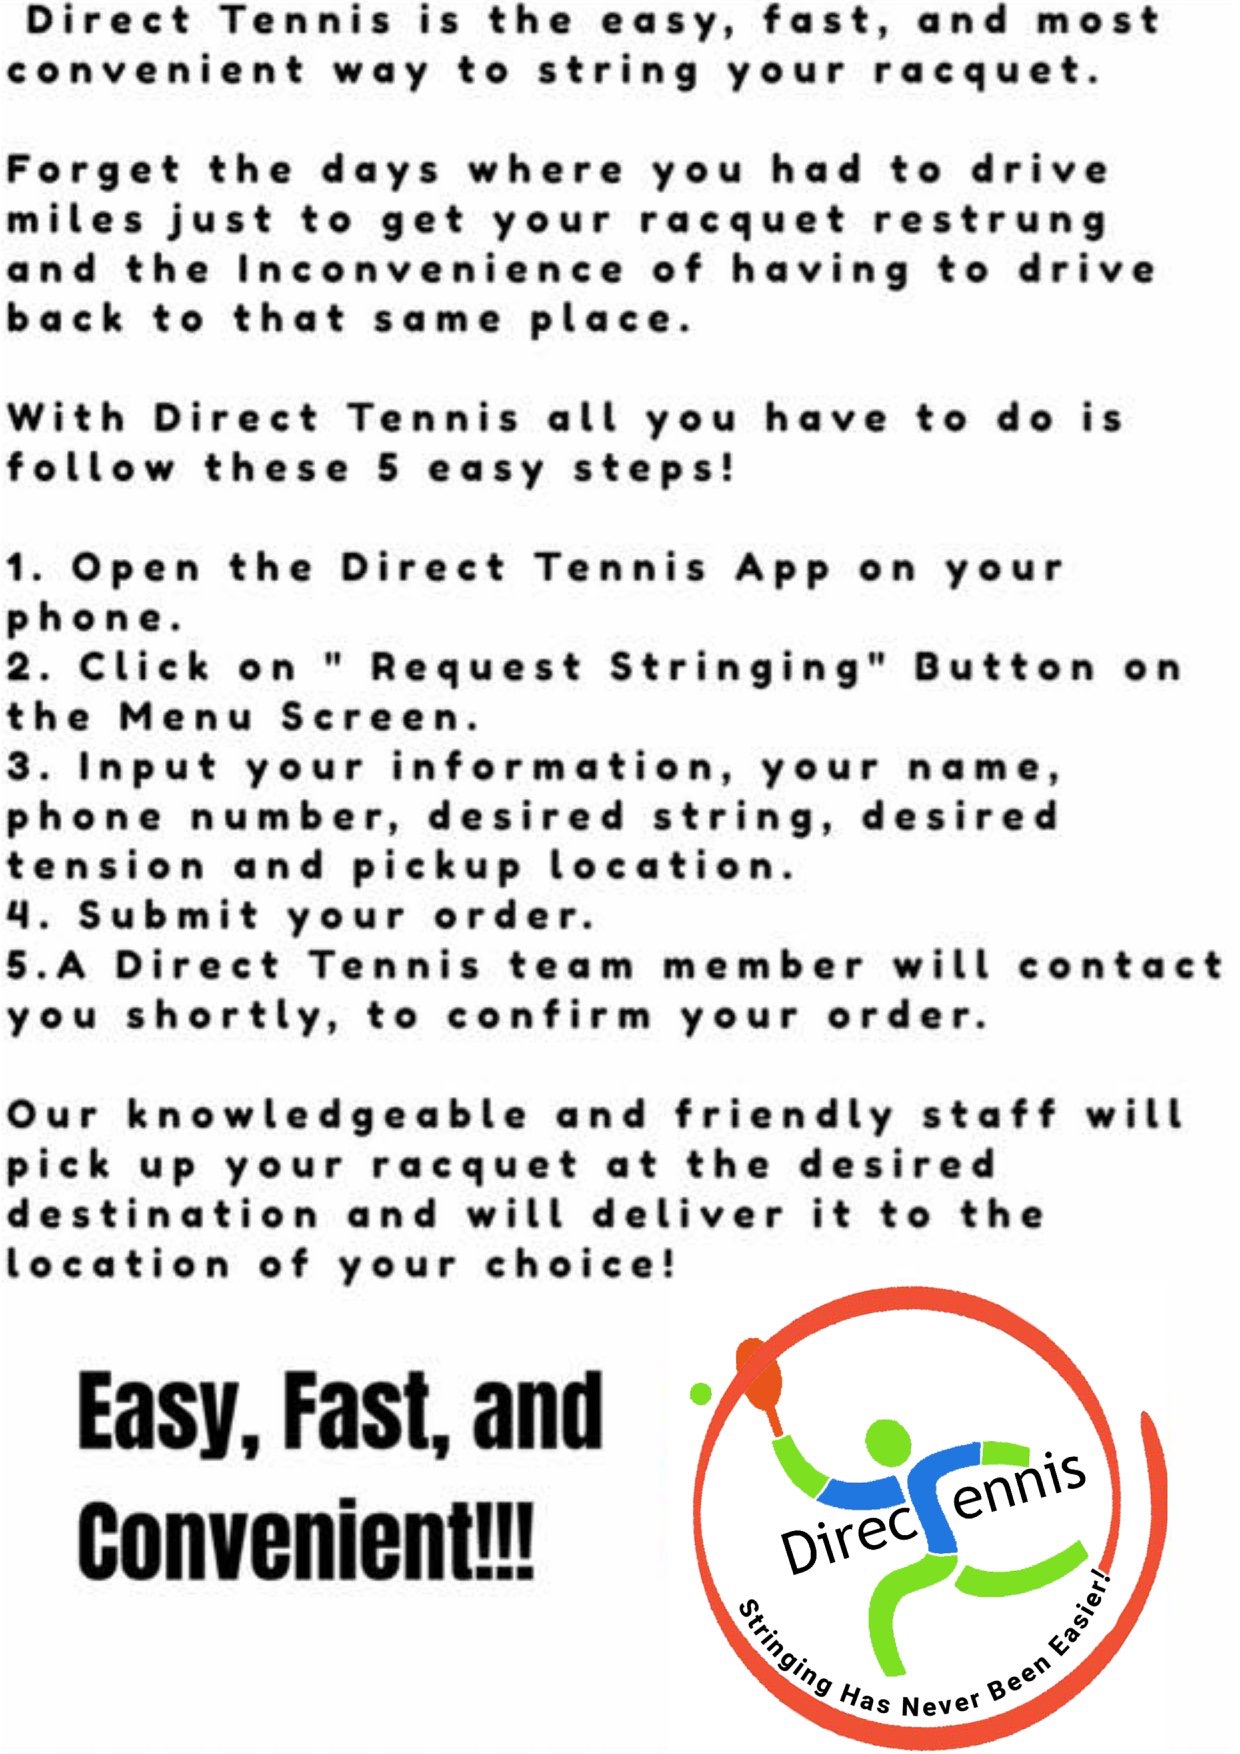 Direct Tennis is the easy, fast, and most
convenient way to string your racquet.
Forget the days where you had to drive
miles just to get your racquet restrung
and the Inconvenience of having to drive
back to that same place.
With Direct Tennis all you have to do is
follow these 5 easy steps!
1. Open the Direct Tennis App on your
phone.
2. Click on " Request Stringing" Button on
the Menu Screen.
3. Input your information, your name,
phone number, desired string, desired
tension and pickup location.
4. Submit your order.
5.A Direct Tennis team member will contact
you shortly, to confirm your order.
Our knowledgeable and friendly staff will
pick up your racquet at the desired
destination and will deliver it to the
location of your choice!
Easy, Fast, and
Convenient!!!
DirecTennis
Stringing Has Never Been Easier!